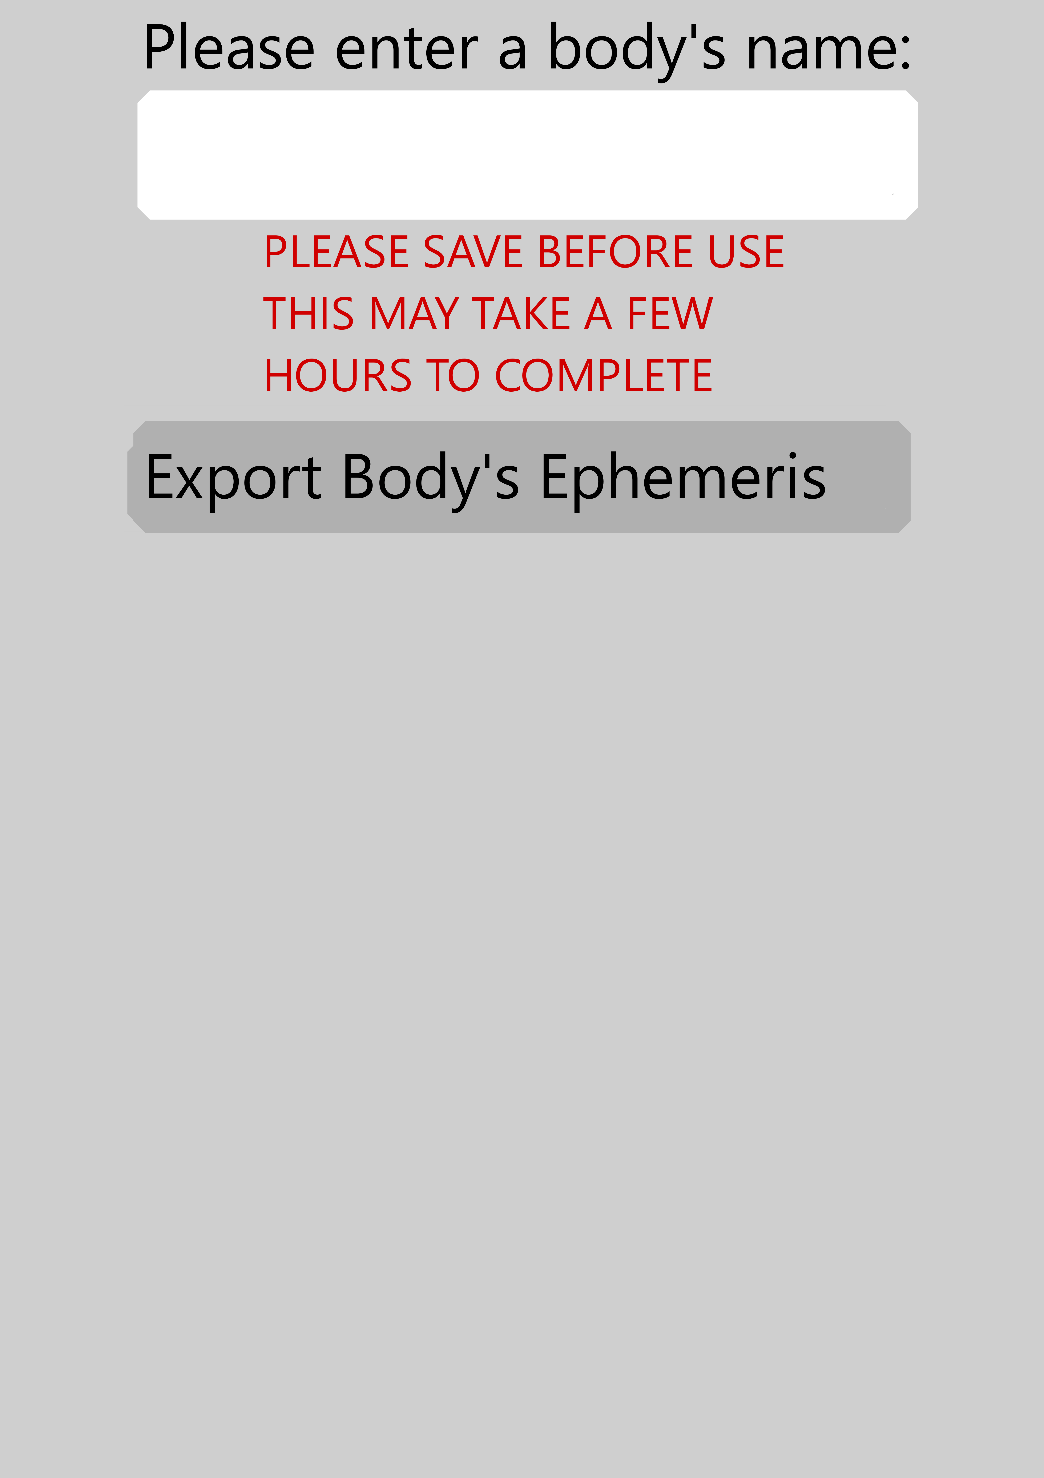 Please enter a body's name:
PLEASE SAVE BEFORE USE
THIS MAY TAKE A FEW
HOURS TO COMPLETE
Export Body's Ephemeris